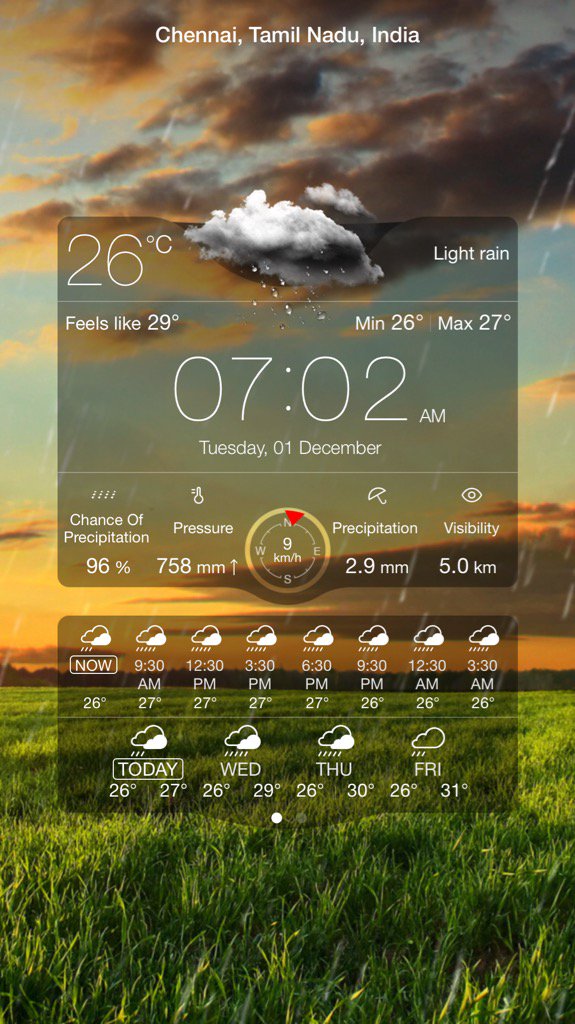 Chennai, Tamil Nadu, India
26°C
Light rain
Feels like 29°
Min 26° | Max 27°
07:02 AM
Tuesday, 01 December
Chance Of
Precipitation
96 %
Pressure
758 mm↑
N
W E
S
9
km/h
Precipitation
2.9 mm
Visibility
5.0 km
NOW 9:30 12:30 3:30 6:30 9:30 12:30 3:30
AM PM PM PM PM AM AM
26° 27° 27° 27° 27° 26° 26° 26°
TODAY WED THU FRI
26° 27° 26° 29° 26° 30° 26° 31°